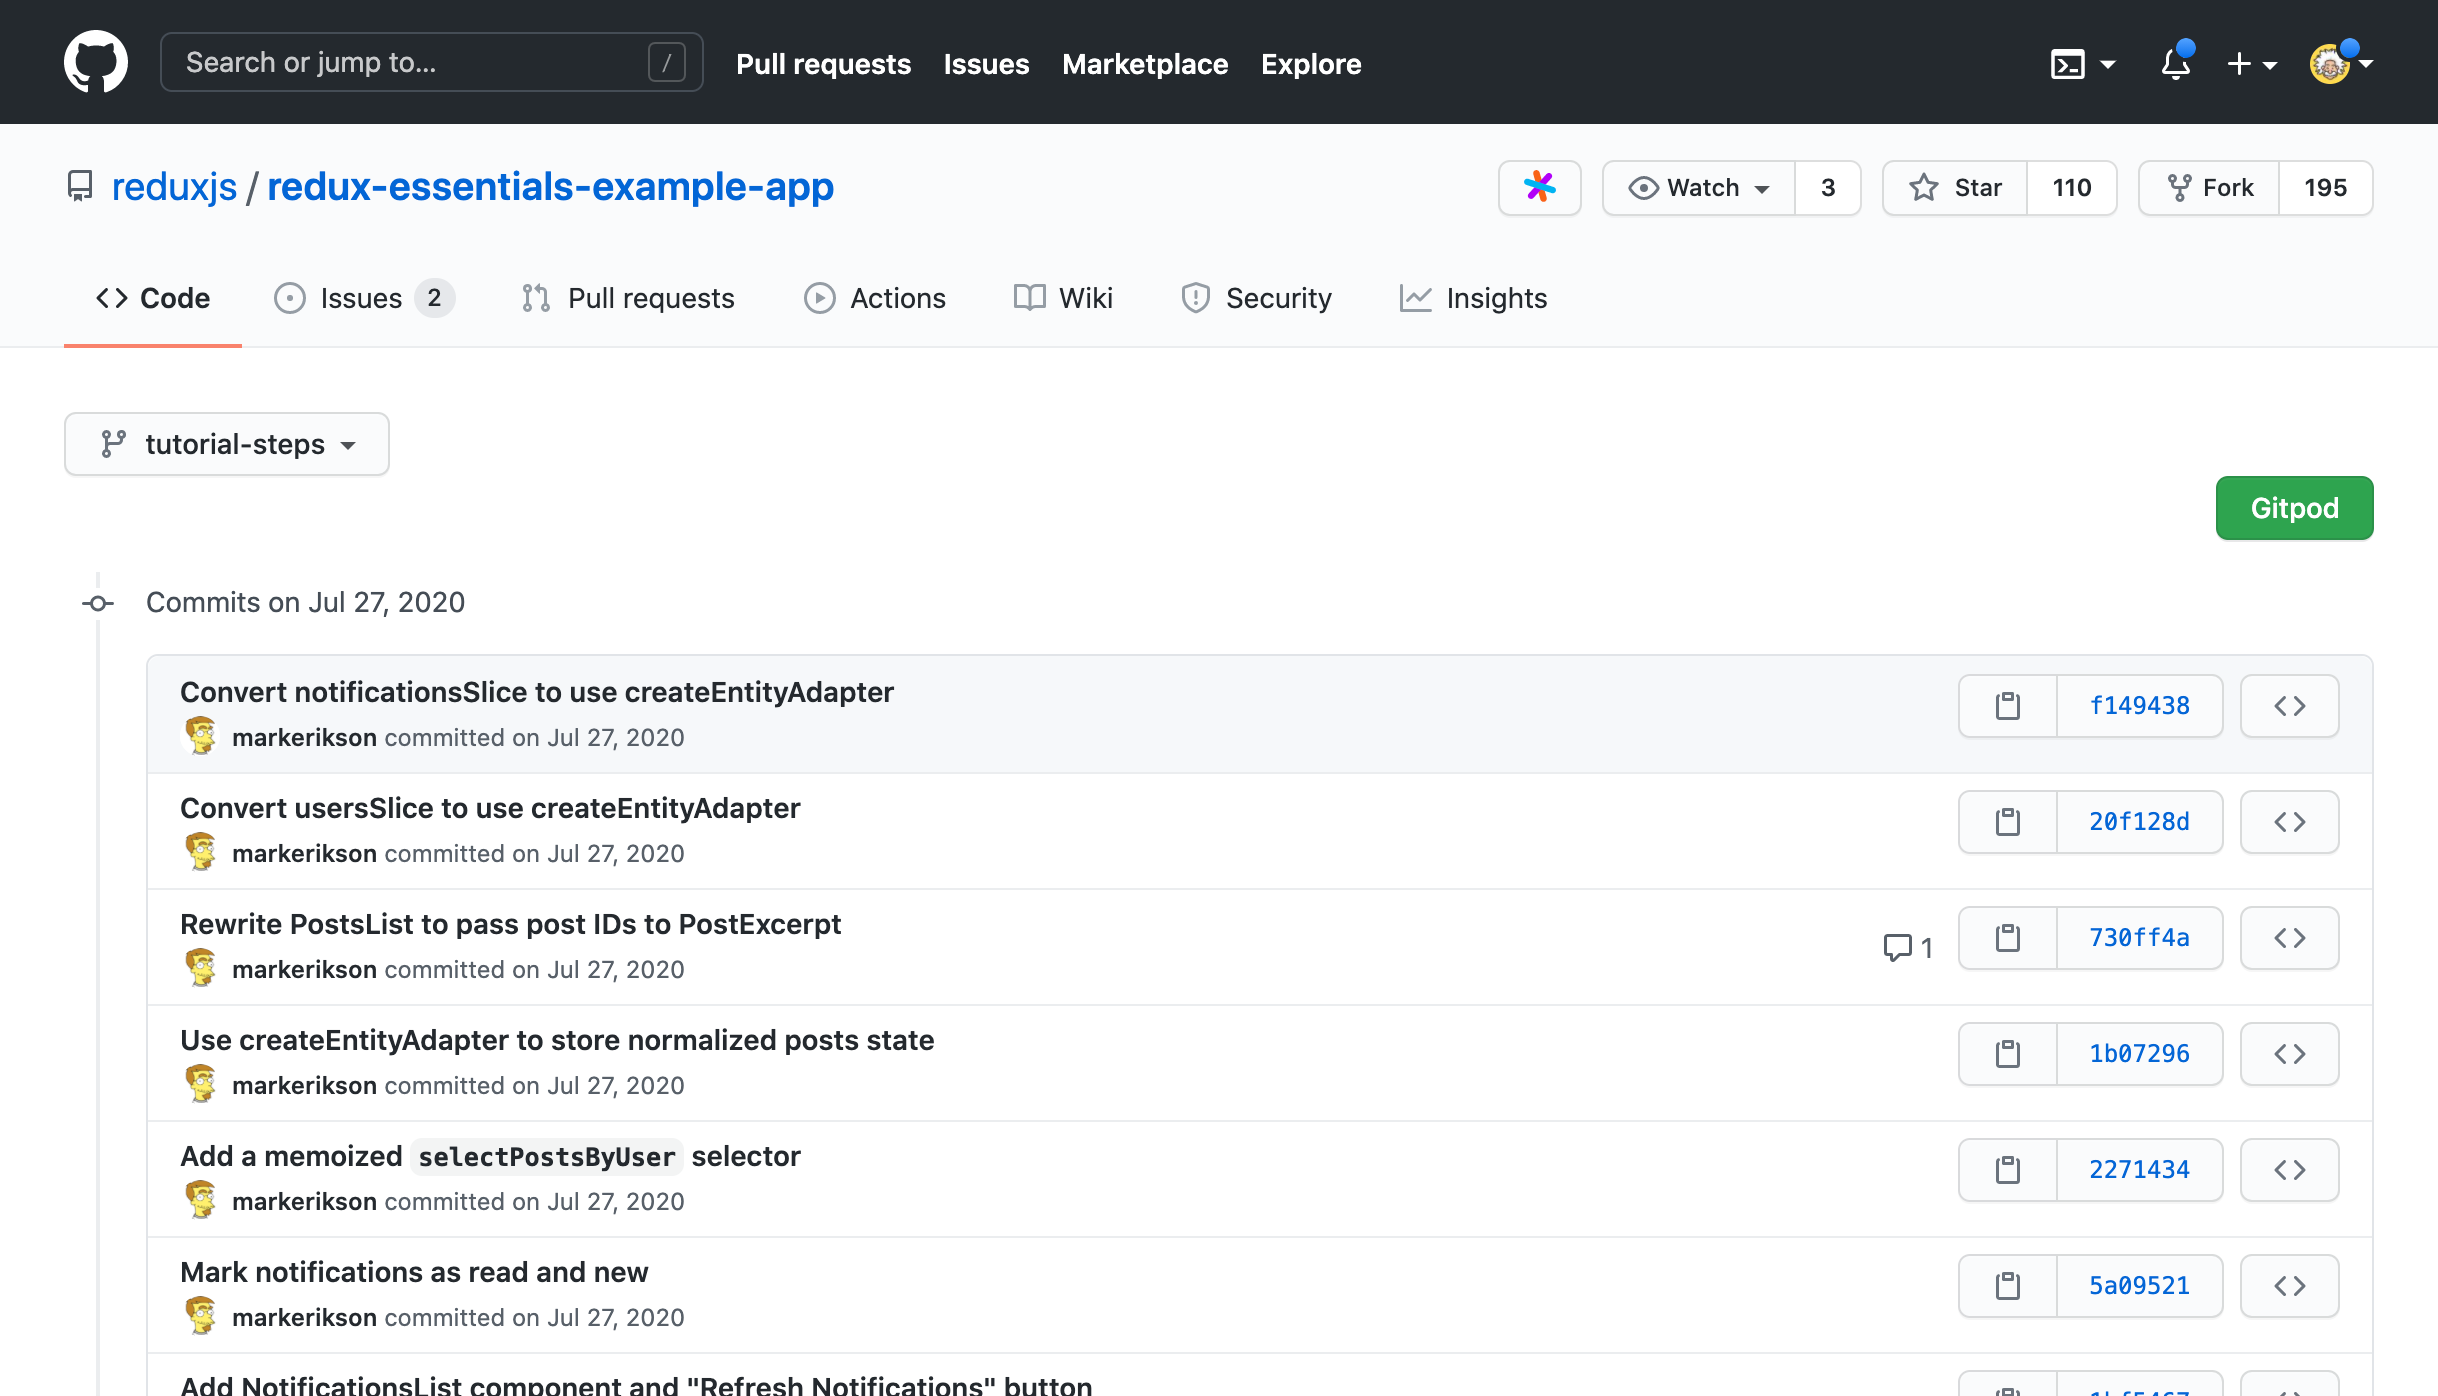 Search or jump to... /
Pull requests Issues Marketplace Explore
reduxjs / redux-essentials-example-app
Watch 3 Star 110 Fork 195
Code Issues 2 Pull requests Actions Wiki Security Insights
tutorial-steps
Gitpod
Commits on Jul 27, 2020
Convert notificationsSlice to use createEntityAdapter
markerikson committed on Jul 27, 2020
f149438
Convert usersSlice to use createEntityAdapter
markerikson committed on Jul 27, 2020
20f128d
Rewrite PostsList to pass post IDs to PostExcerpt
markerikson committed on Jul 27, 2020
1 730ff4a
Use createEntityAdapter to store normalized posts state
markerikson committed on Jul 27, 2020
1b07296
Add a memoized selectPostsByUser selector
markerikson committed on Jul 27, 2020
2271434
Mark notifications as read and new
markerikson committed on Jul 27, 2020
5a09521
Add NotificationsList component and "Refresh Notifications" button